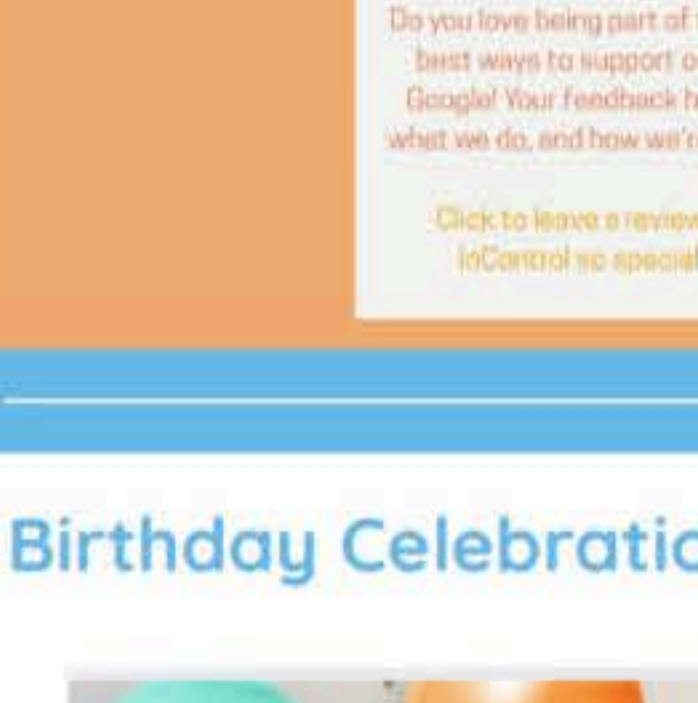 Do you love being part of
best ways to support o
Google! Your feedback h
what we do, and how we'r
Click to leave a review
InControl so special
Birthday Celebratio